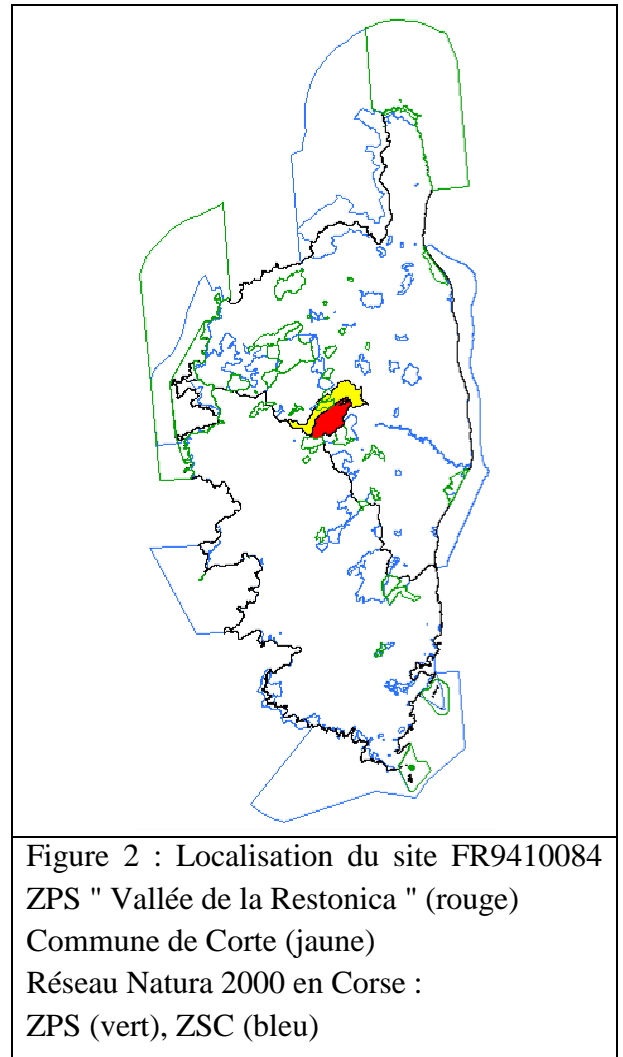 Figure 2 : Localisation du site FR9410084
ZPS " Vallée de la Restonica " (rouge)
Commune de Corte (jaune)
Réseau Natura 2000 en Corse :
ZPS (vert), ZSC (bleu)